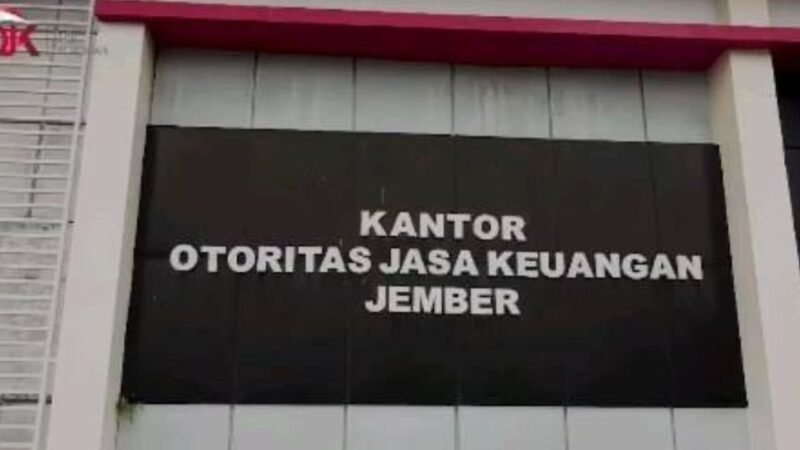 KANTOR
OTORITAS JASA KEUANGAN
JEMBER